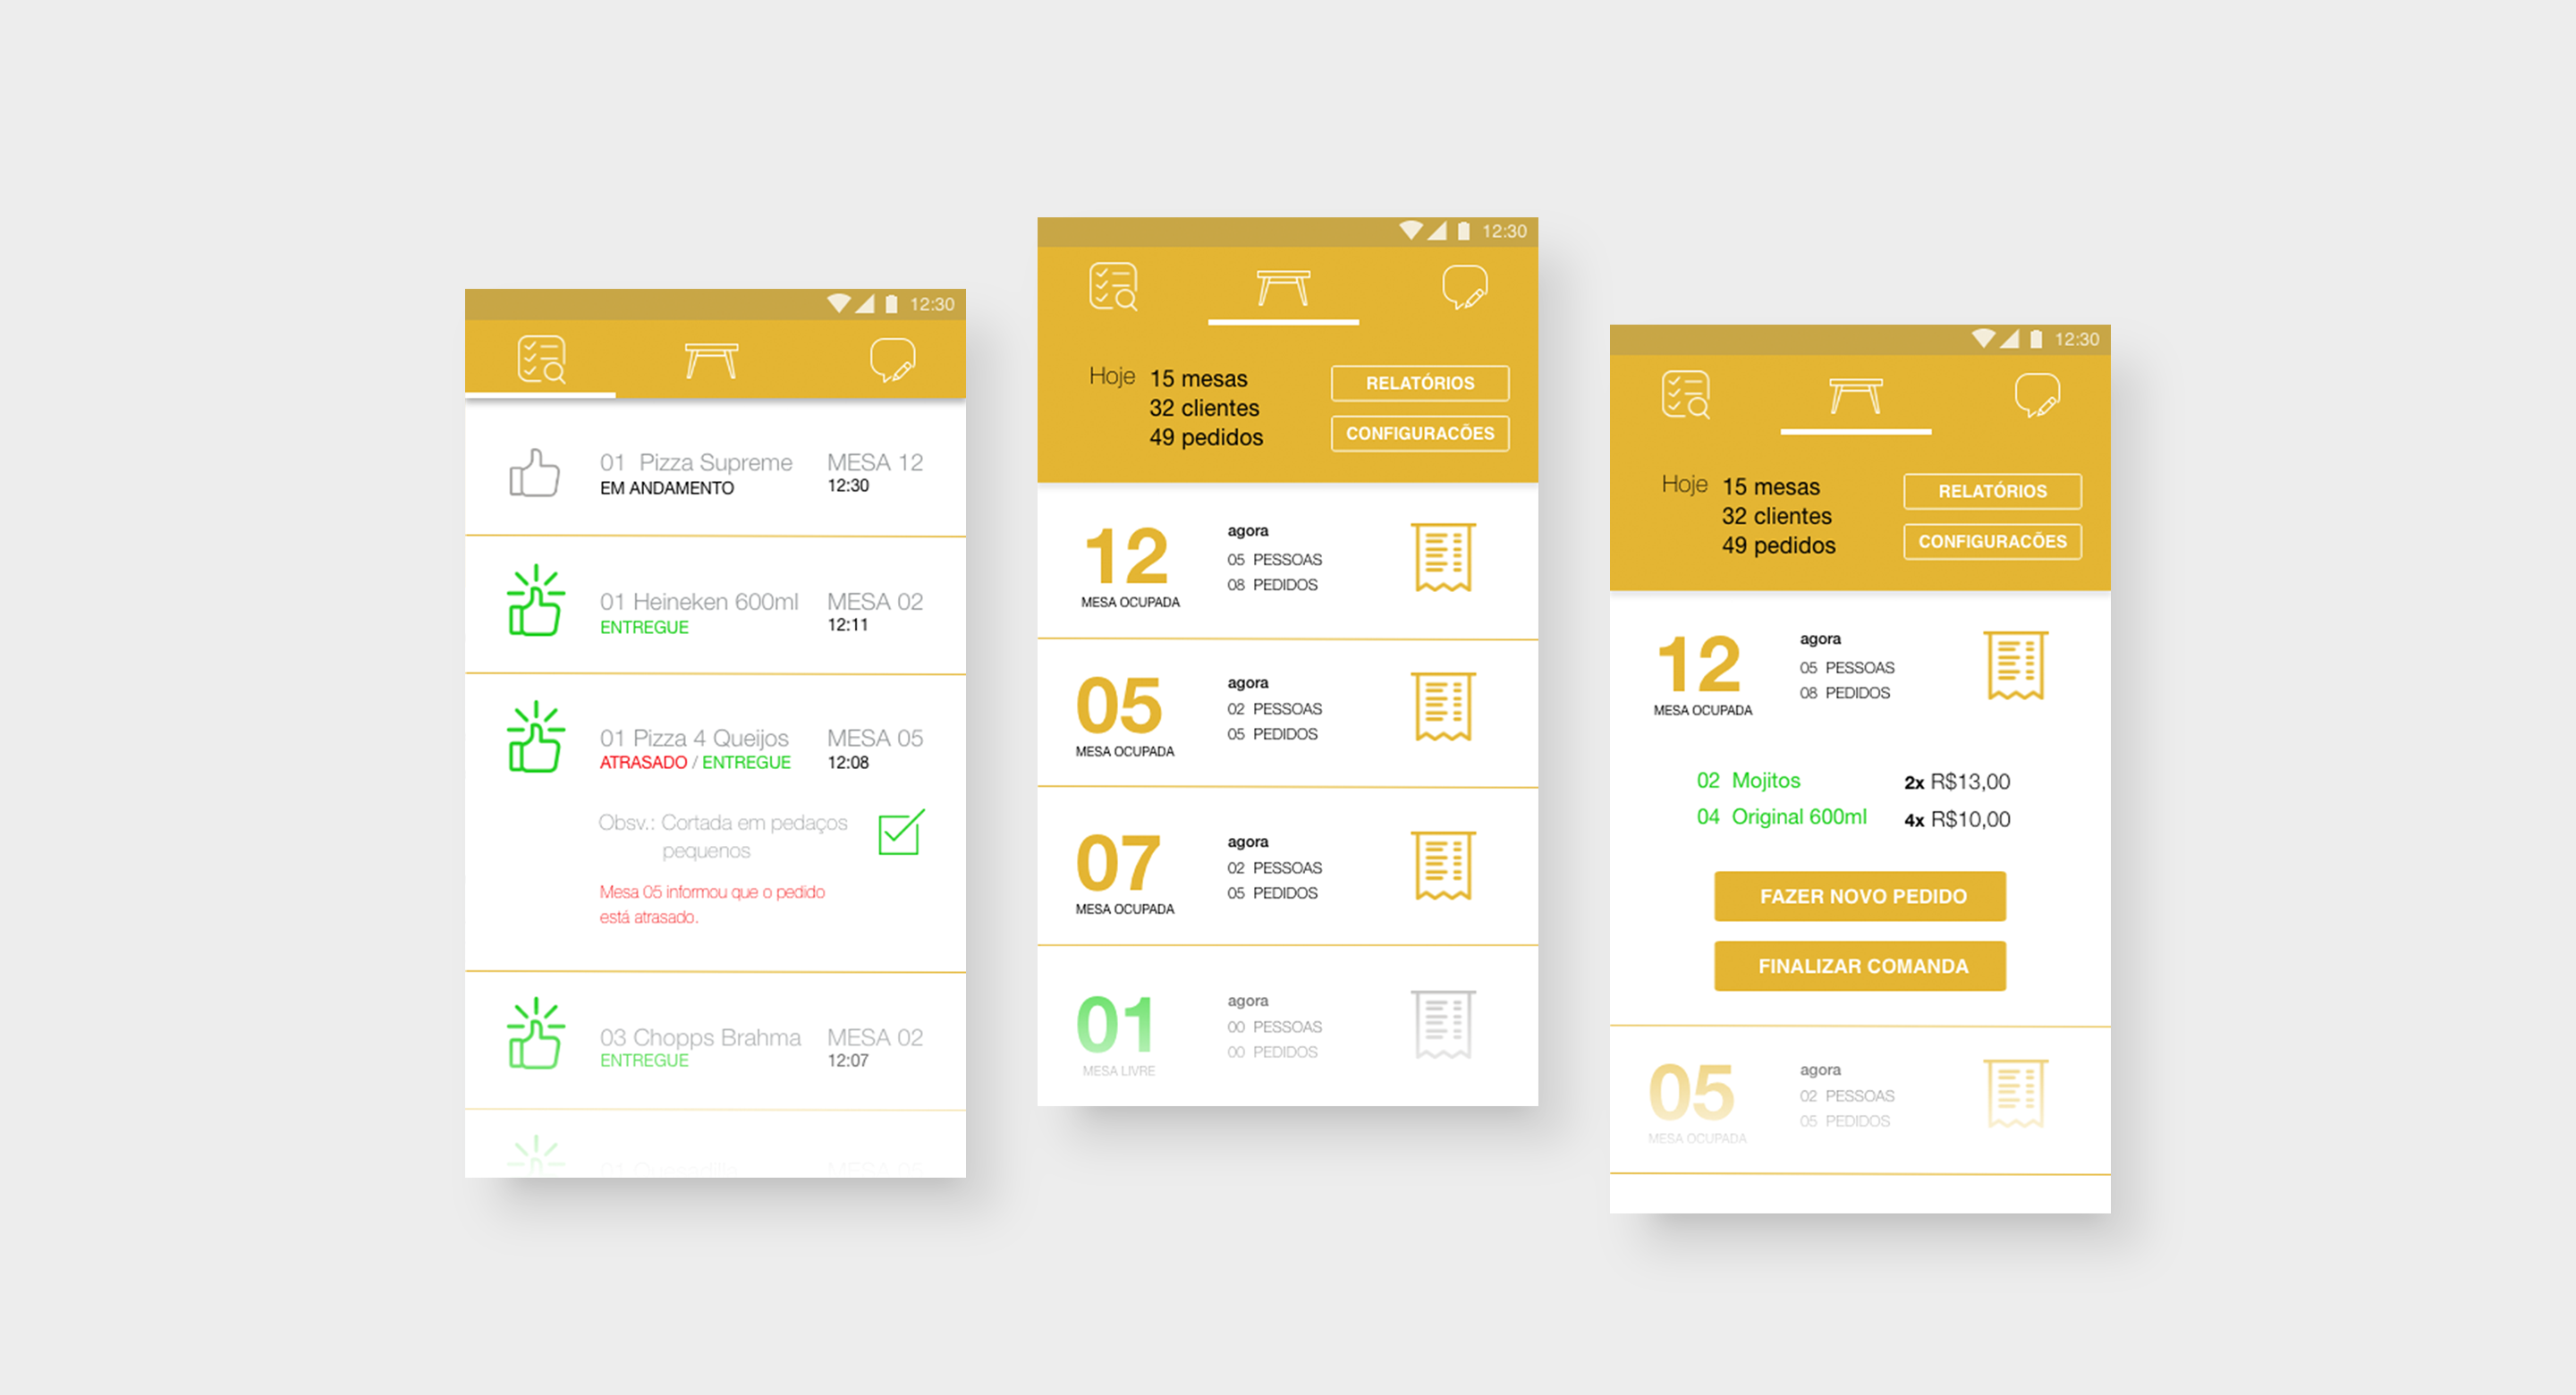 12:30
01 Pizza Supreme MESA 12
EM ANDAMENTO 12:30
01 Heineken 600ml MESA 02
ENTREGUE 12:11
01 Pizza 4 Queijos MESA 05
ATRASADO / ENTREGUE 12:08
Obsv.: Cortada em pedaços
pequenos
Mesa 05 informou que o pedido
está atrasado.
03 Chopps Brahma MESA 02
ENTREGUE 12:07
12:30
Hoje 15 mesas RELATÓRIOS
32 clientes
49 pedidos CONFIGURACÕES
12 agora
05 PESSOAS
08 PEDIDOS
MESA OCUPADA
05 agora
02 PESSOAS
05 PEDIDOS
MESA OCUPADA
07 agora
02 PESSOAS
05 PEDIDOS
MESA OCUPADA
01 agora
00 PESSOAS
00 PEDIDOS
MESA LIVRE
12:30
Hoje 15 mesas RELATÓRIOS
32 clientes
49 pedidos CONFIGURACÕES
12 agora
05 PESSOAS
08 PEDIDOS
MESA OCUPADA
02 Mojitos 2x R$13,00
04 Original 600ml 4x R$10,00
FAZER NOVO PEDIDO
FINALIZAR COMANDA
05 agora
02 PESSOAS
05 PEDIDOS
MESA OCUPADA